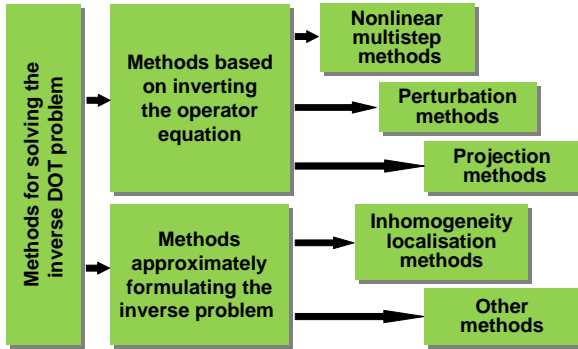 Methods for solving the
inverse DOT problem
Methods based
on inverting
the operator
equation
Nonlinear
multistep
methods
Perturbation
methods
Projection
methods
Methods
approximately
formulating the
inverse problem
Inhomogeneity
localisation
methods
Other
methods